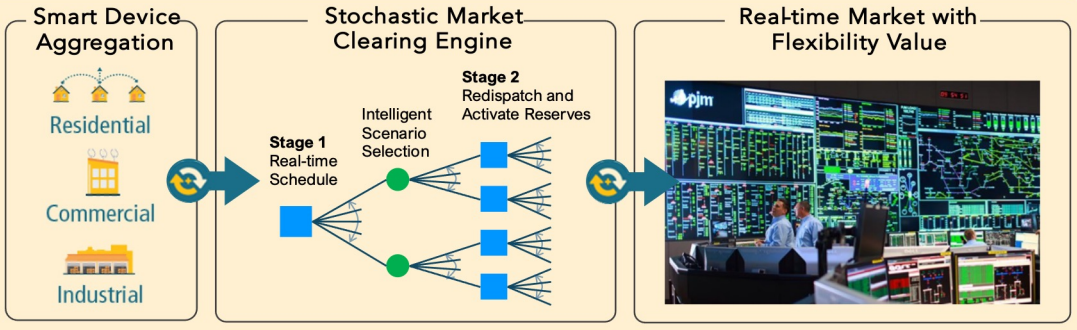 Smart Device
Aggregation
Residential
Commercial
Industrial
Stochastic Market
Clearing Engine
Stage 1
Real-time
Schedule
Intelligent
Scenario
Selection
Stage 2
Redispatch and
Activate Reserves
Real-time Market with
Flexibility Value
pjm